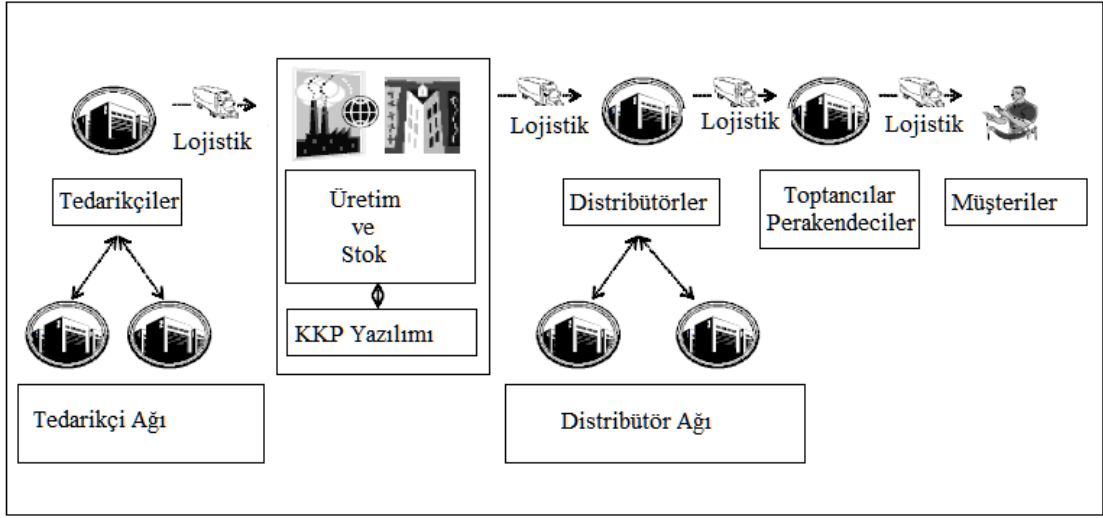 Lojistik
Lojistik
Lojistik
Lojistik
Tedarikçiler
Üretim
ve
Stok
Distribütörler
Toptancılar
Perakendeciler
Müşteriler
KKP Yazılımı
Tedarikçi Ağı
Distribütör Ağı